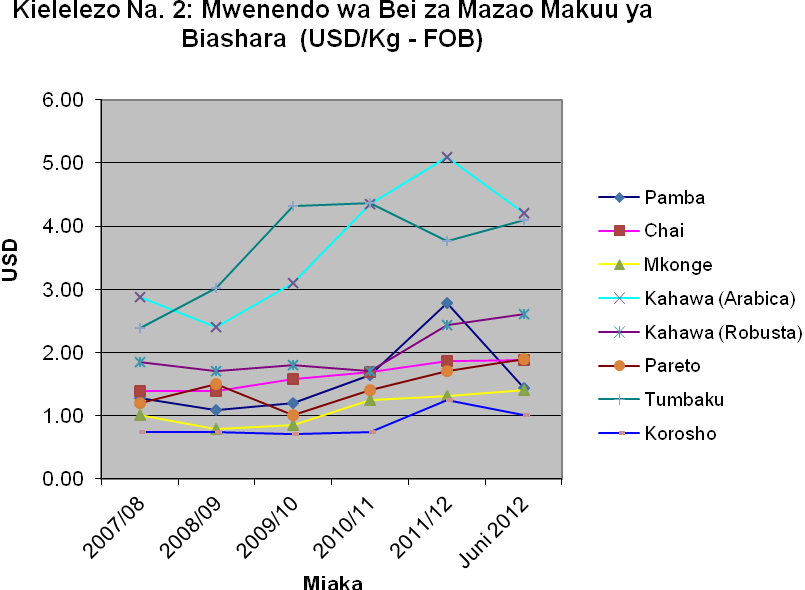 Kielelezo Na. 2: Mwenendo wa Bei za Mazao Makuu ya
Biashara (USD/Kg - FOB)
6.00
5.00
4.00
3.00
2.00
1.00
0.00
USD
2007/08
2008/09
2009/10
2010/11
2011/12
Juni 2012
Miaka
Pamba
Chai
Mkonge
Kahawa (Arabica)
Kahawa (Robusta)
Pareto
Tumbaku
Korosho